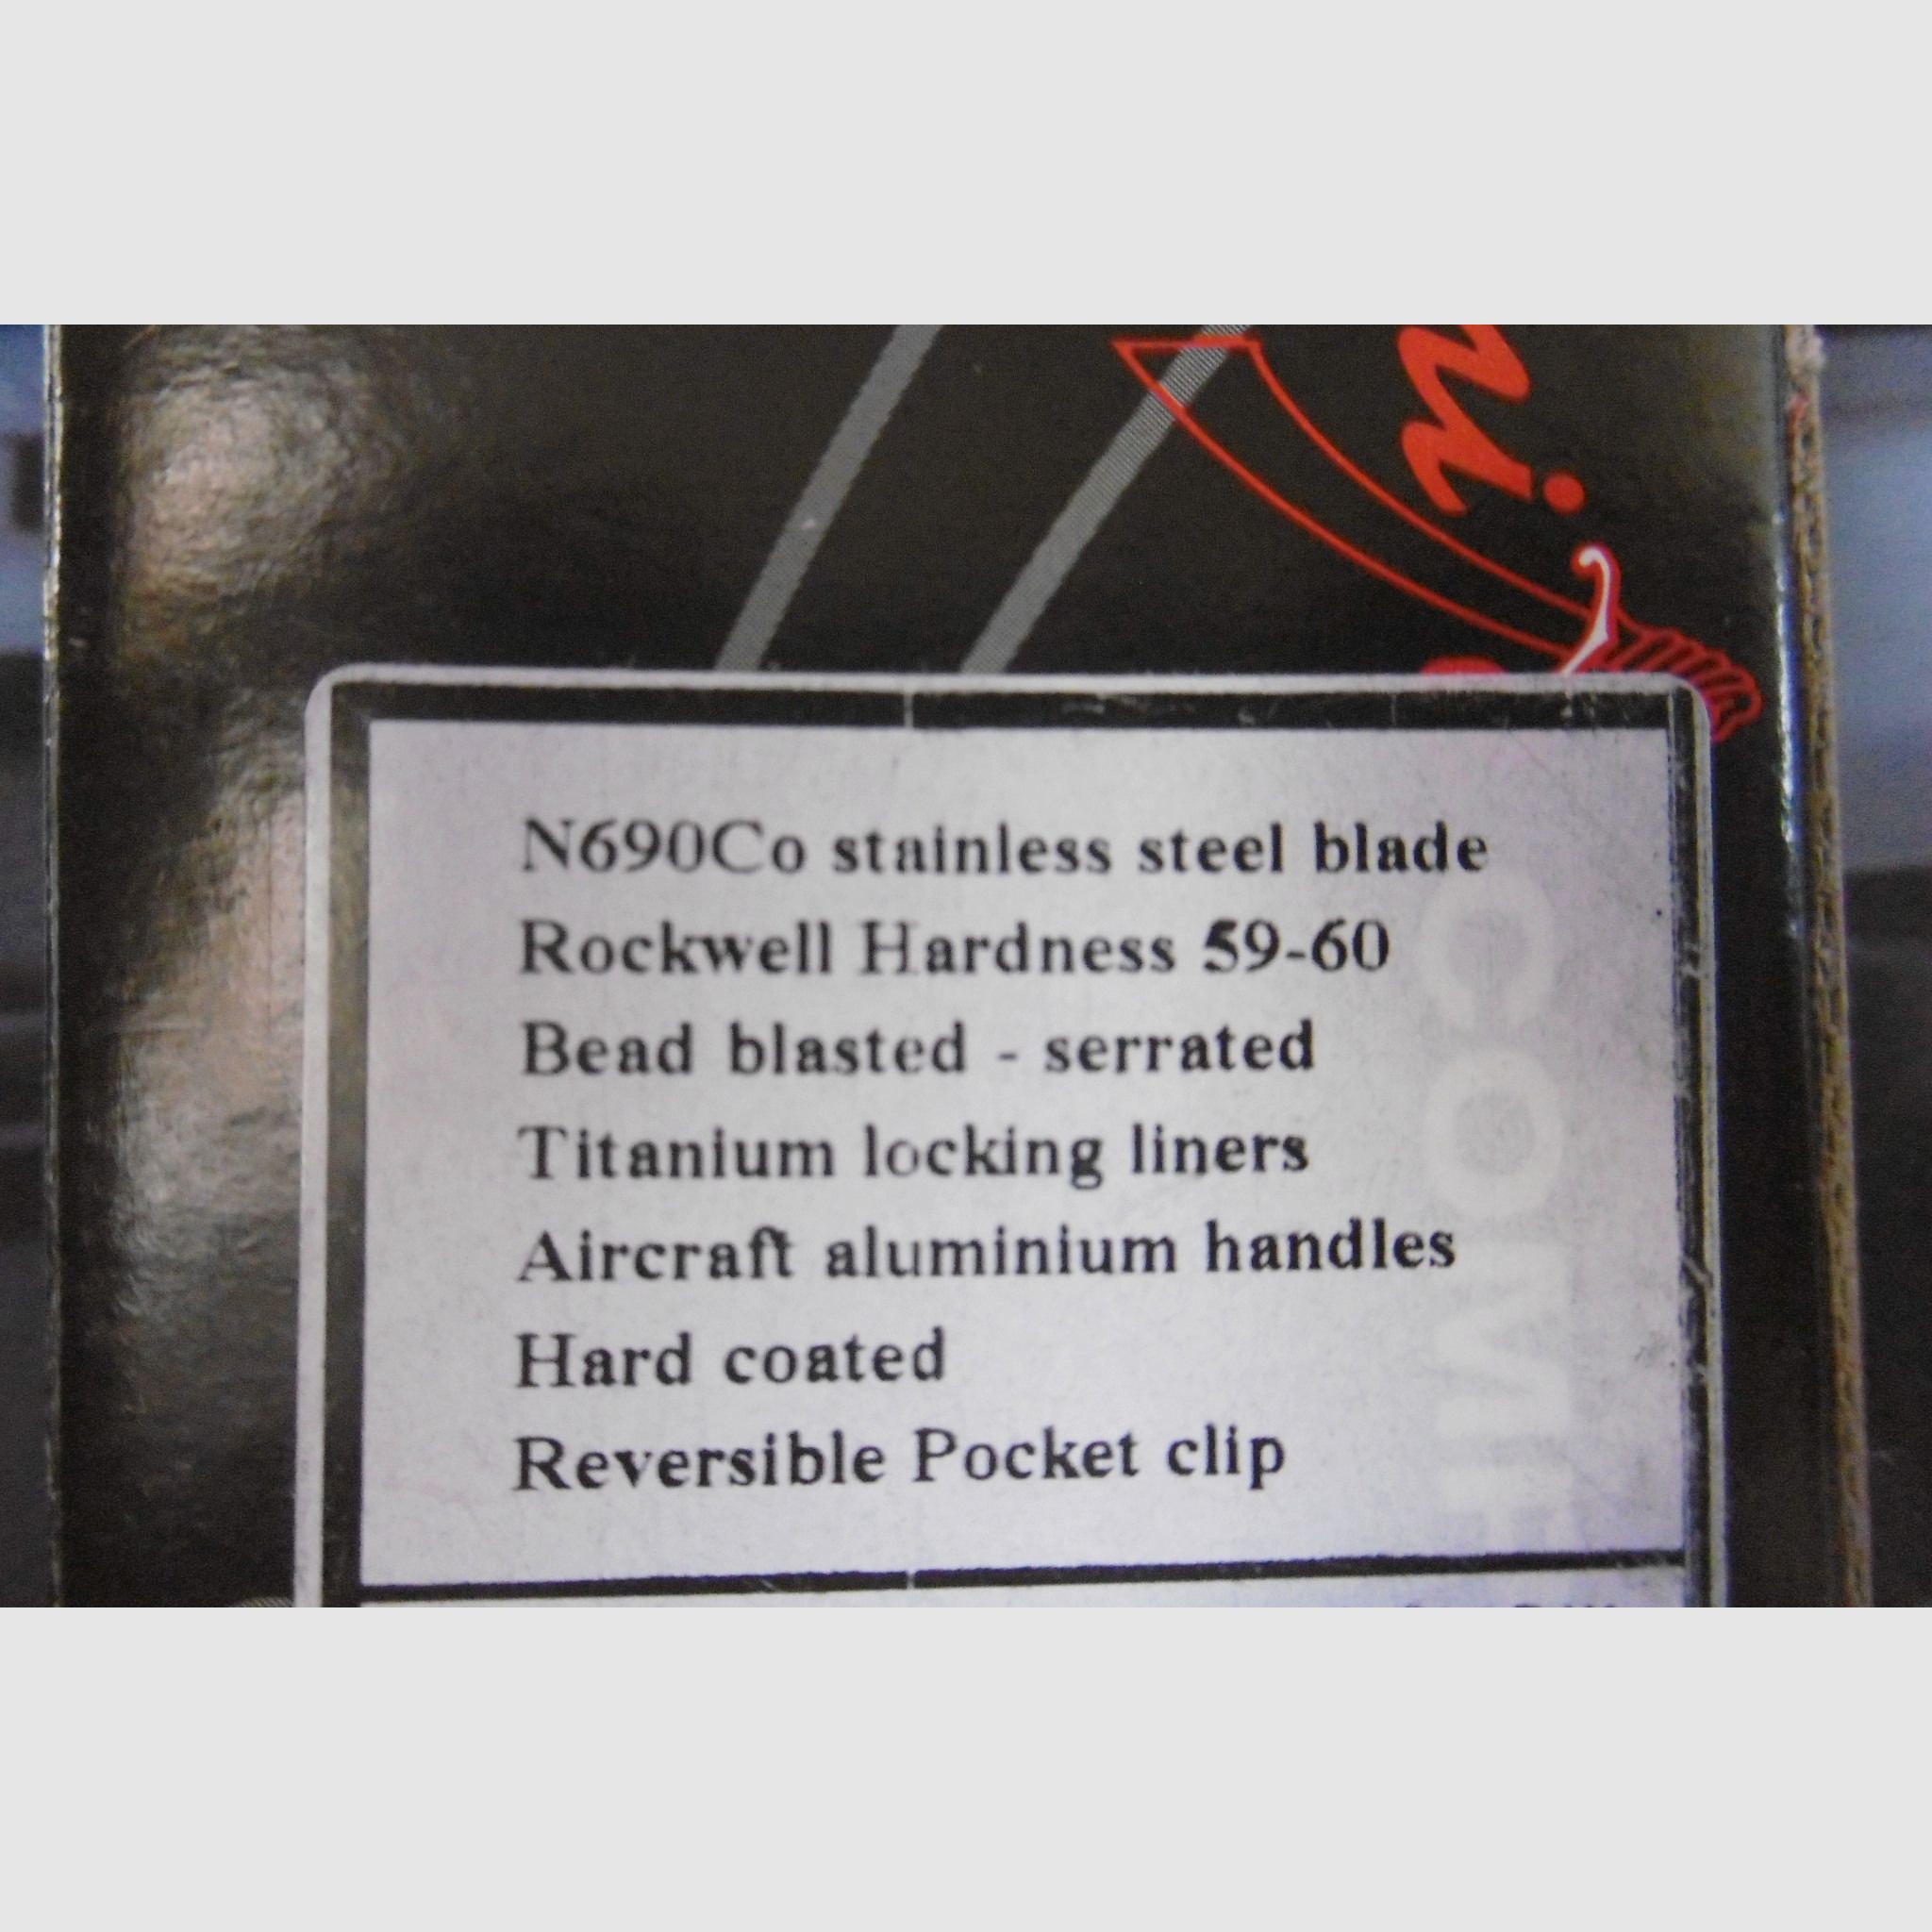 ni
N690Co stainless steel blade
Rockwell Hardness 59-60
Bead blasted - serrated
Titanium locking liners
Aircraft aluminium handles
Hard coated
Reversible Pocket clip